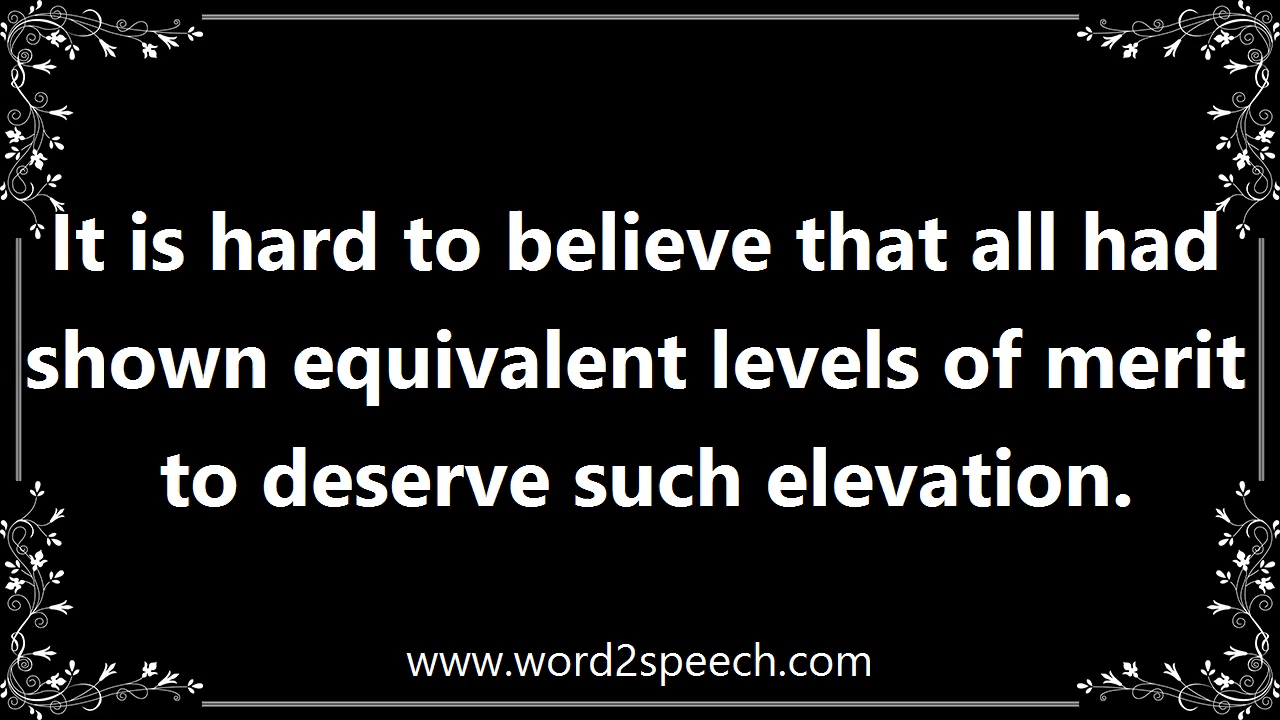 It is hard to believe that all had
shown equivalent levels of merit
to deserve such elevation.
www.word2speech.com